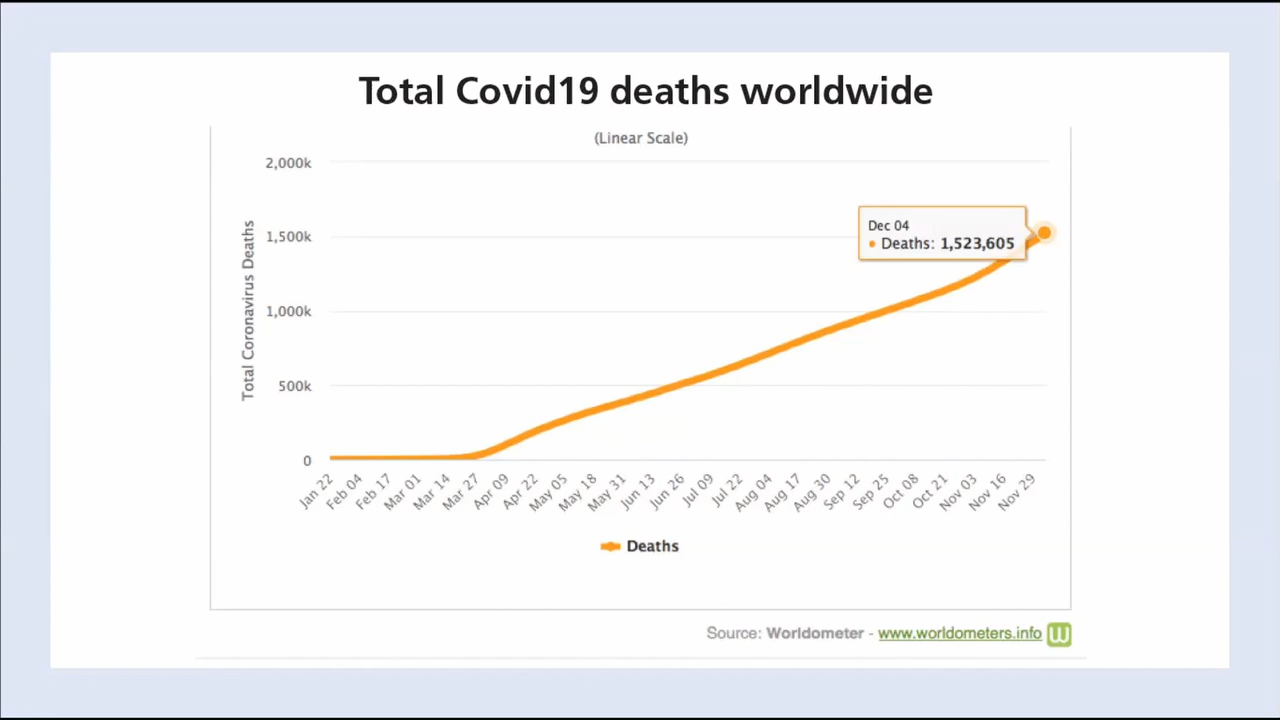 Total Covid19 deaths worldwide
(Linear Scale)
Total Coronavirus Deaths
2,000k
1,500k
1,000k
500k
0
Dec 04
Deaths: 1,523,605
Jan 22
Feb 04
Feb 17
Mar 01
Mar 14
Mar 27
Apr 09
Apr 22
May 05
May 18
May 31
Jun 13
Jun 26
Jul 09
Jul 22
Aug 04
Aug 17
Aug 30
Sep 12
Sep 25
Oct 08
Oct 21
Nov 03
Nov 16
Nov 29
Deaths
Source: Worldometer - www.worldometers.info W